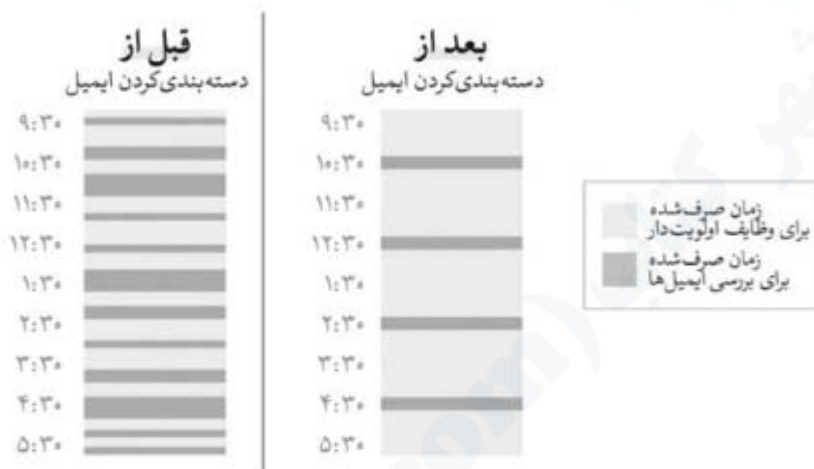 بعد از
دسته‌بندی‌کردن ایمیل
۹:۳۰
۱۰:۳۰
۱۱:۳۰
۱۲:۳۰
۱:۳۰
۲:۳۰
۳:۳۰
۴:۳۰
۵:۳۰
قبل از
دسته‌بندی‌کردن ایمیل
۹:۳۰
۱۰:۳۰
۱۱:۳۰
۱۲:۳۰
۱:۳۰
۲:۳۰
۳:۳۰
۴:۳۰
۵:۳۰
زمان صرف‌شده
برای وظایف اولویت‌دار
زمان صرف‌شده
برای بررسی ایمیل‌ها